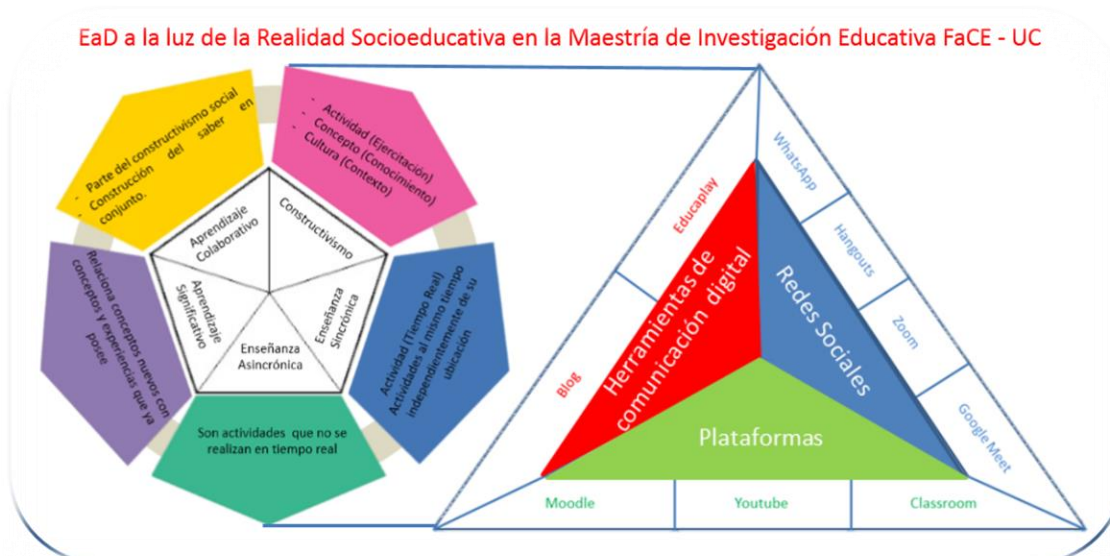 EaD a la luz de la Realidad Socioeducativa en la Maestría de Investigación Educativa FaCE - UC
- Parte del constructivismo social
- Construcción del saber en
conjunto.
- Actividad (Ejercitación)
- Concepto (Conocimiento)
- Cultura (Contexto)
Aprendizaje
Colaborativo
Constructivismo
Relaciona conceptos nuevos con
conceptos y experiencias que ya
posee
Aprendizaje
Significativo
Enseñanza
Sincrónica
Actividad (Tiempo Real)
Actividades al mismo tiempo
independientemente de su
ubicación
Enseñanza
Asincrónica
Son actividades que no se
realizan en tiempo real
Educaplay
Blog
Herramientas de
comunicación digital
Redes Sociales
WhatsApp
Hangouts
Zoom
Google Meet
Plataformas
Moodle
Youtube
Classroom